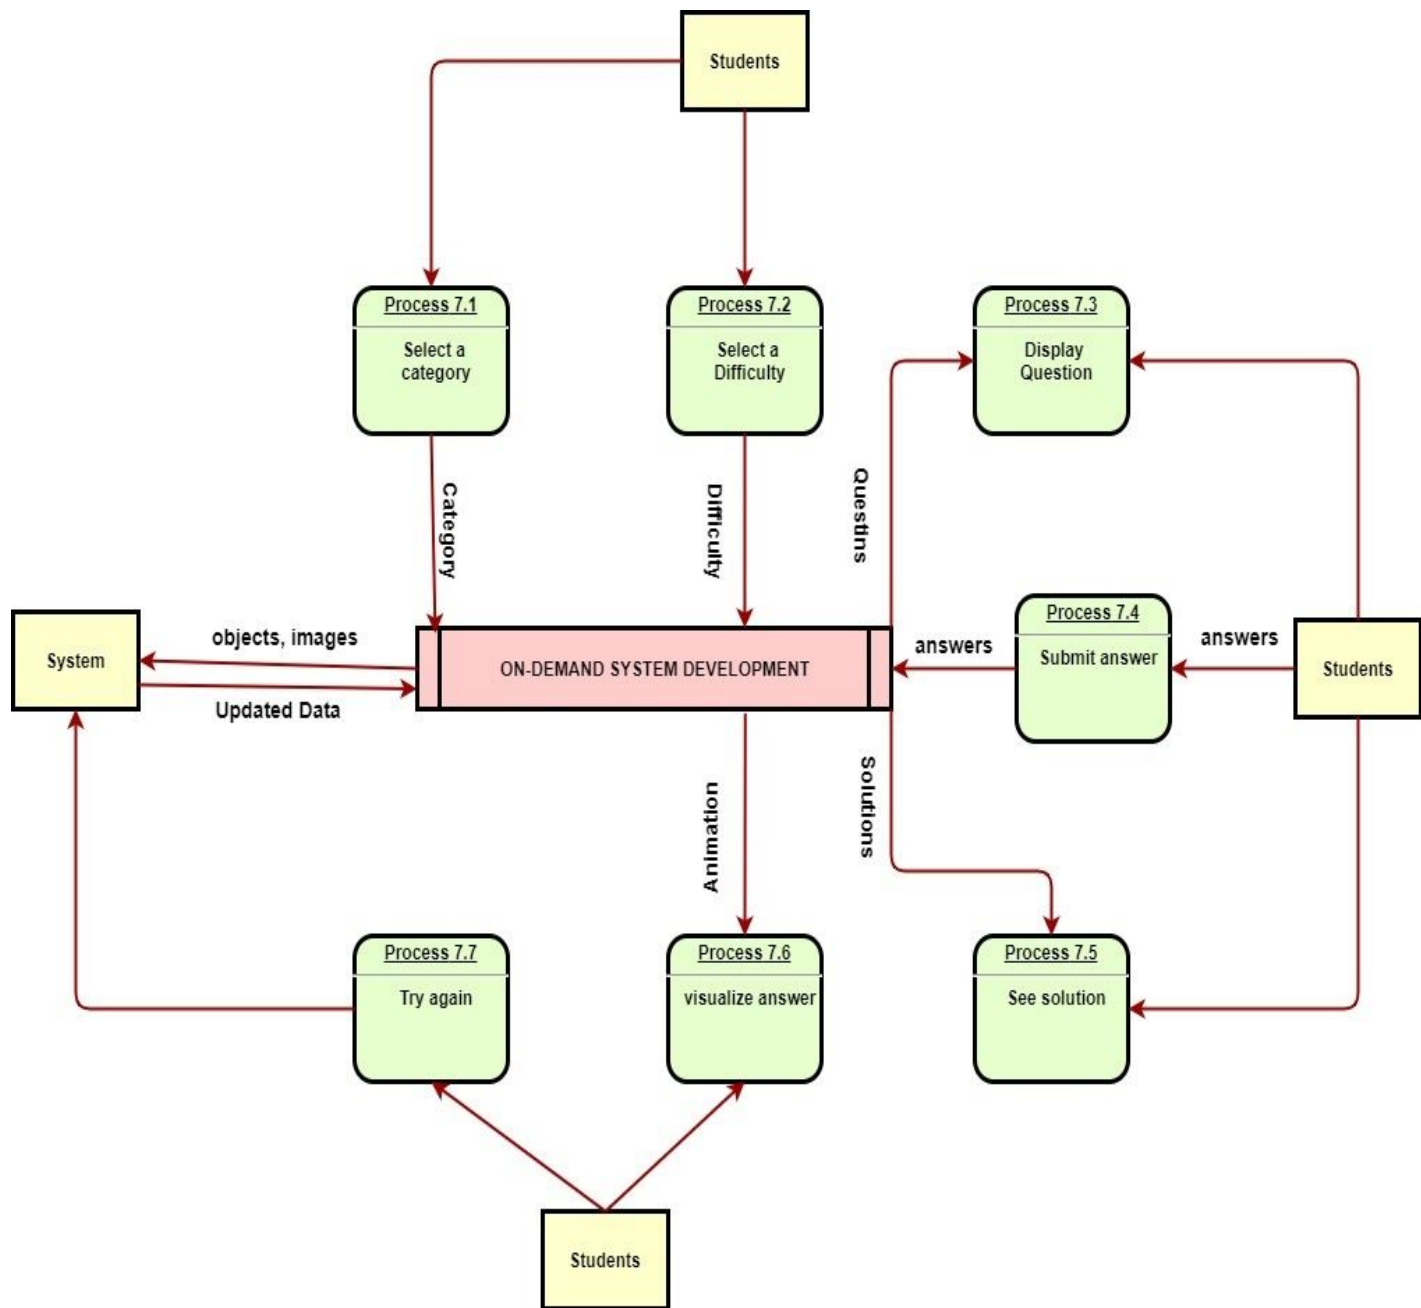 Students
Process 7.1
Select a
category
Process 7.2
Select a
Difficulty
Process 7.3
Display
Question
Category
Difficulty
Questins
System
objects, images
Updated Data
ON-DEMAND SYSTEM DEVELOPMENT
answers
Process 7.4
Submit answer
answers
Students
Animation
Solutions
Process 7.7
Try again
Process 7.6
visualize answer
Process 7.5
See solution
Students